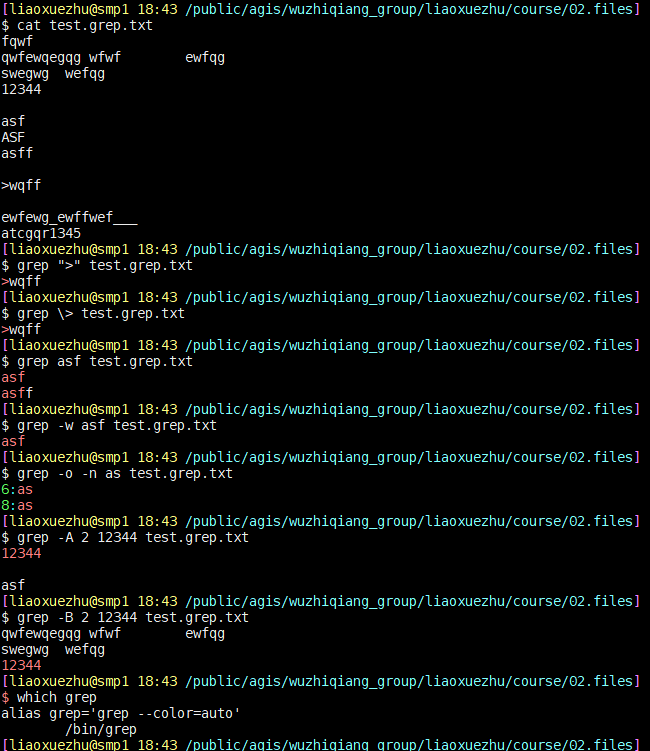 [liaoxuezhu@smp1 18:43 /public/agis/wuzhiqiang_group/liaoxuezhu/course/02.files]
$ cat test.grep.txt
fqwf
qwfewqegqg wfwf        ewfqg
swegwg  wefqg
12344

asf
ASF
asff

>wqff

ewfewg_ewffwef___
atcgqr1345
[liaoxuezhu@smp1 18:43 /public/agis/wuzhiqiang_group/liaoxuezhu/course/02.files]
$ grep ">" test.grep.txt
>wqff
[liaoxuezhu@smp1 18:43 /public/agis/wuzhiqiang_group/liaoxuezhu/course/02.files]
$ grep \> test.grep.txt
>wqff
[liaoxuezhu@smp1 18:43 /public/agis/wuzhiqiang_group/liaoxuezhu/course/02.files]
$ grep asf test.grep.txt
asf
asff
[liaoxuezhu@smp1 18:43 /public/agis/wuzhiqiang_group/liaoxuezhu/course/02.files]
$ grep -w asf test.grep.txt
asf
[liaoxuezhu@smp1 18:43 /public/agis/wuzhiqiang_group/liaoxuezhu/course/02.files]
$ grep -o -n as test.grep.txt
6:as
8:as
[liaoxuezhu@smp1 18:43 /public/agis/wuzhiqiang_group/liaoxuezhu/course/02.files]
$ grep -A 2 12344 test.grep.txt
12344

asf
[liaoxuezhu@smp1 18:43 /public/agis/wuzhiqiang_group/liaoxuezhu/course/02.files]
$ grep -B 2 12344 test.grep.txt
qwfewqegqg wfwf        ewfqg
swegwg  wefqg
12344
[liaoxuezhu@smp1 18:43 /public/agis/wuzhiqiang_group/liaoxuezhu/course/02.files]
$ which grep
alias grep='grep --color=auto'
        /bin/grep
[liaoxuezhu@smp1 18:43 /public/agis/wuzhiqiang_group/liaoxuezhu/course/02.files]